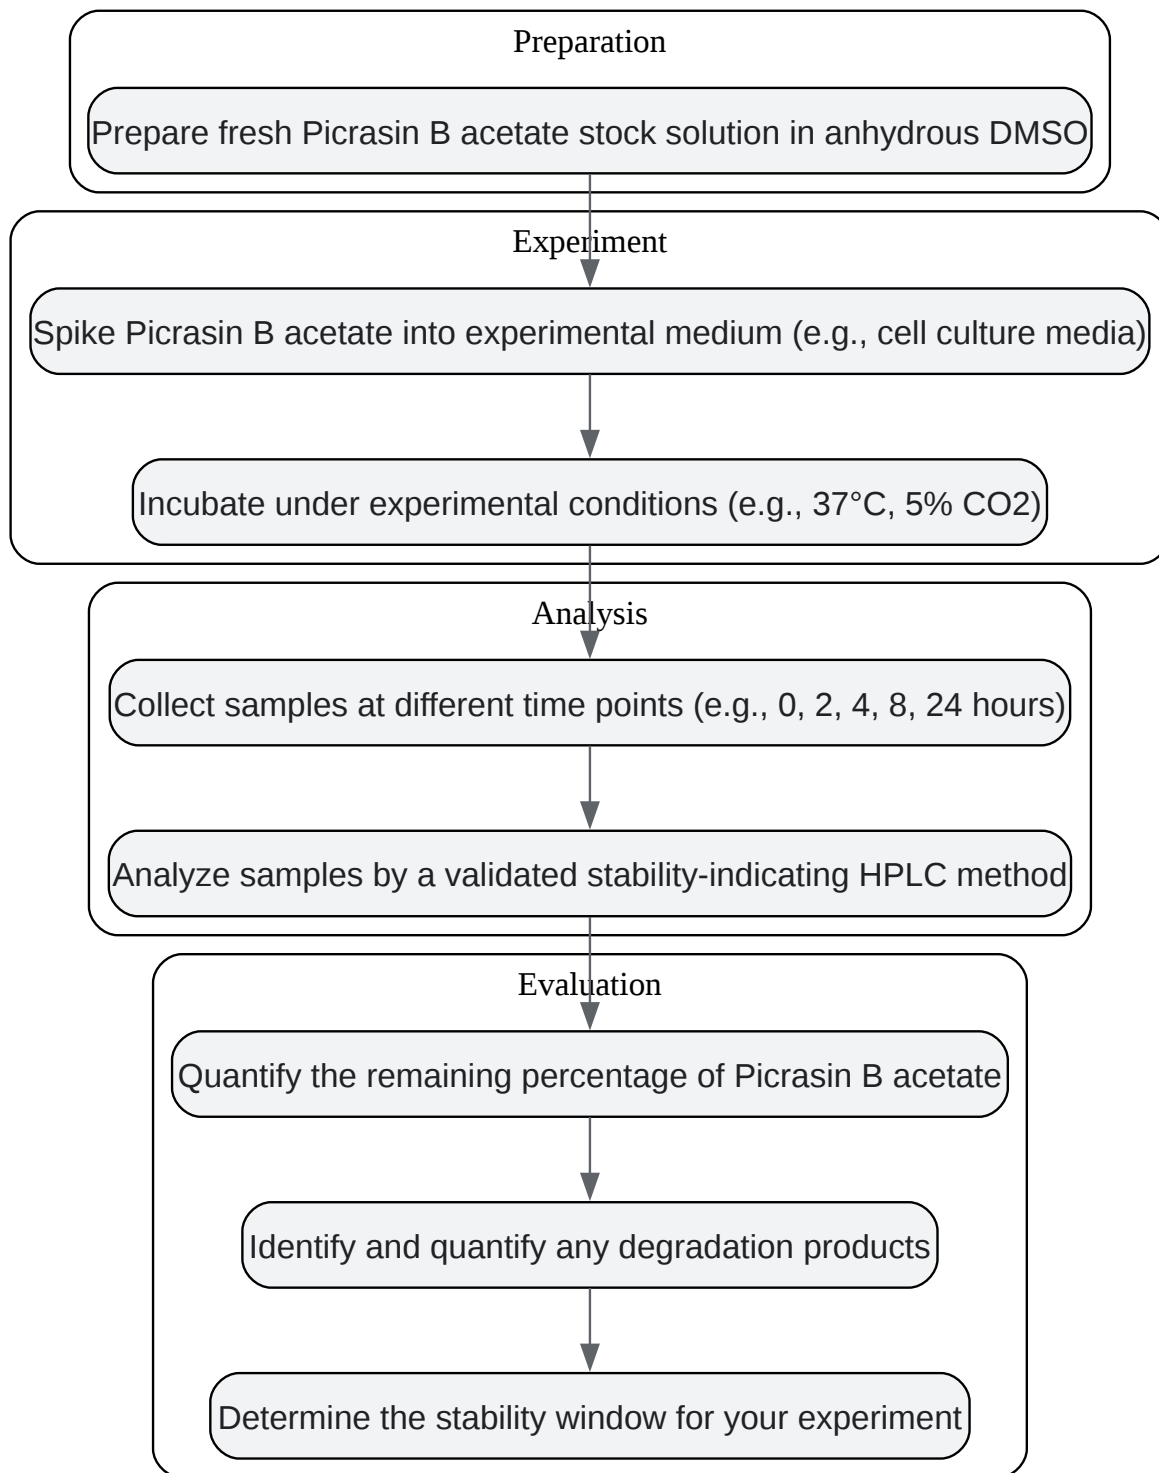 Preparation
Prepare fresh Picrasin B acetate stock solution in anhydrous DMSO
Experiment
Spike Picrasin B acetate into experimental medium (e.g., cell culture media)
Incubate under experimental conditions (e.g., 37°C, 5% CO2)
Analysis
Collect samples at different time points (e.g., 0, 2, 4, 8, 24 hours)
Analyze samples by a validated stability-indicating HPLC method
Evaluation
Quantify the remaining percentage of Picrasin B acetate
Identify and quantify any degradation products
Determine the stability window for your experiment